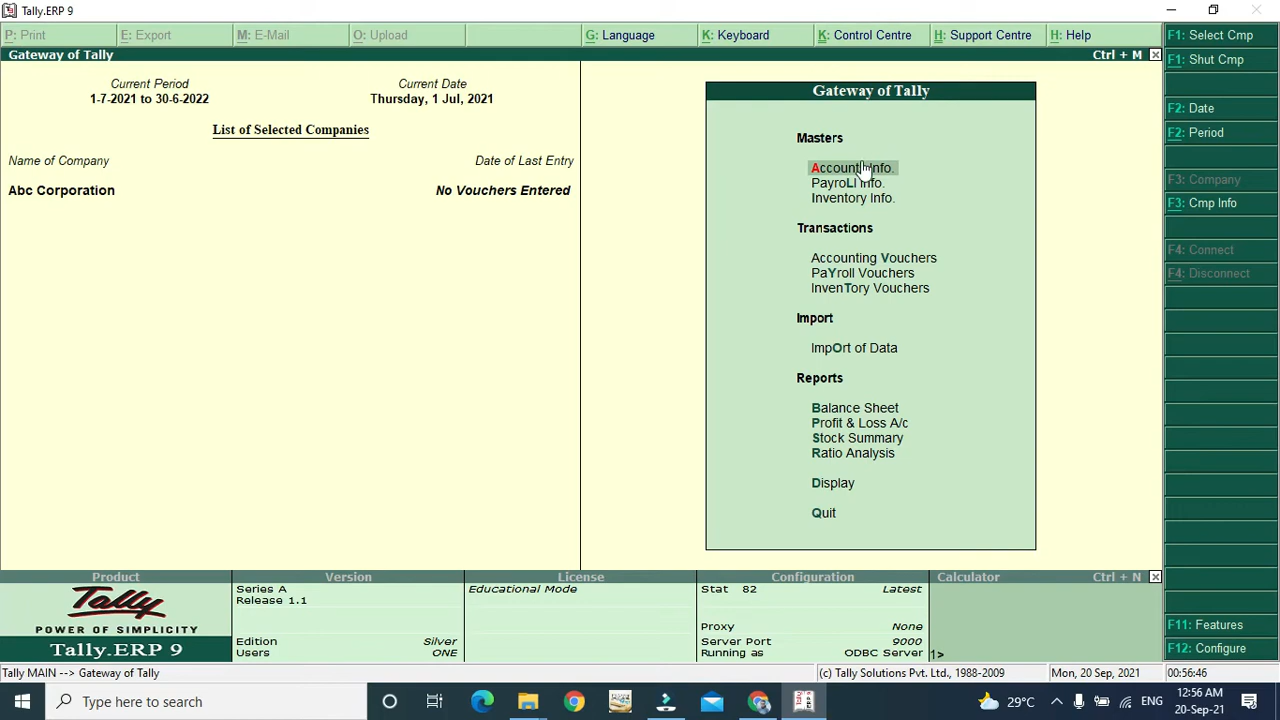 Tally.ERP 9
P: Print
E: Export
M: E-Mail
O: Upload
G: Language
K: Keyboard
K: Control Centre
H: Support Centre
H: Help
Gateway of Tally
Ctrl + M
Current Period
1-7-2021 to 30-6-2022
Current Date
Thursday, 1 Jul, 2021
List of Selected Companies
Name of Company
Date of Last Entry
Abc Corporation
No Vouchers Entered
Gateway of Tally
Masters
Accounts Info.
PayroLl Info.
Inventory Info.
Transactions
Accounting Vouchers
PaYroll Vouchers
InvenTory Vouchers
Import
ImpOrt of Data
Reports
Balance Sheet
Profit & Loss A/c
Stock Summary
Ratio Analysis
Display
Quit
F1: Select Cmp
F1: Shut Cmp
F2: Date
F2: Period
F3: Company
F3: Cmp Info
F4: Connect
F4: Disconnect
F11: Features
F12: Configure
Product
Tally
POWER OF SIMPLICITY
Tally.ERP 9
Version
Series A
Release 1.1
Edition Silver
Users ONE
License
Educational Mode
Configuration
Stat 82 Latest
Proxy None
Server Port 9000
Running as ODBC Server
Calculator
Ctrl + N
1>
Tally MAIN --> Gateway of Tally
(c) Tally Solutions Pvt. Ltd., 1988-2009
Mon, 20 Sep, 2021
00:56:46
Type here to search
29°C
12:56 AM
20-Sep-21